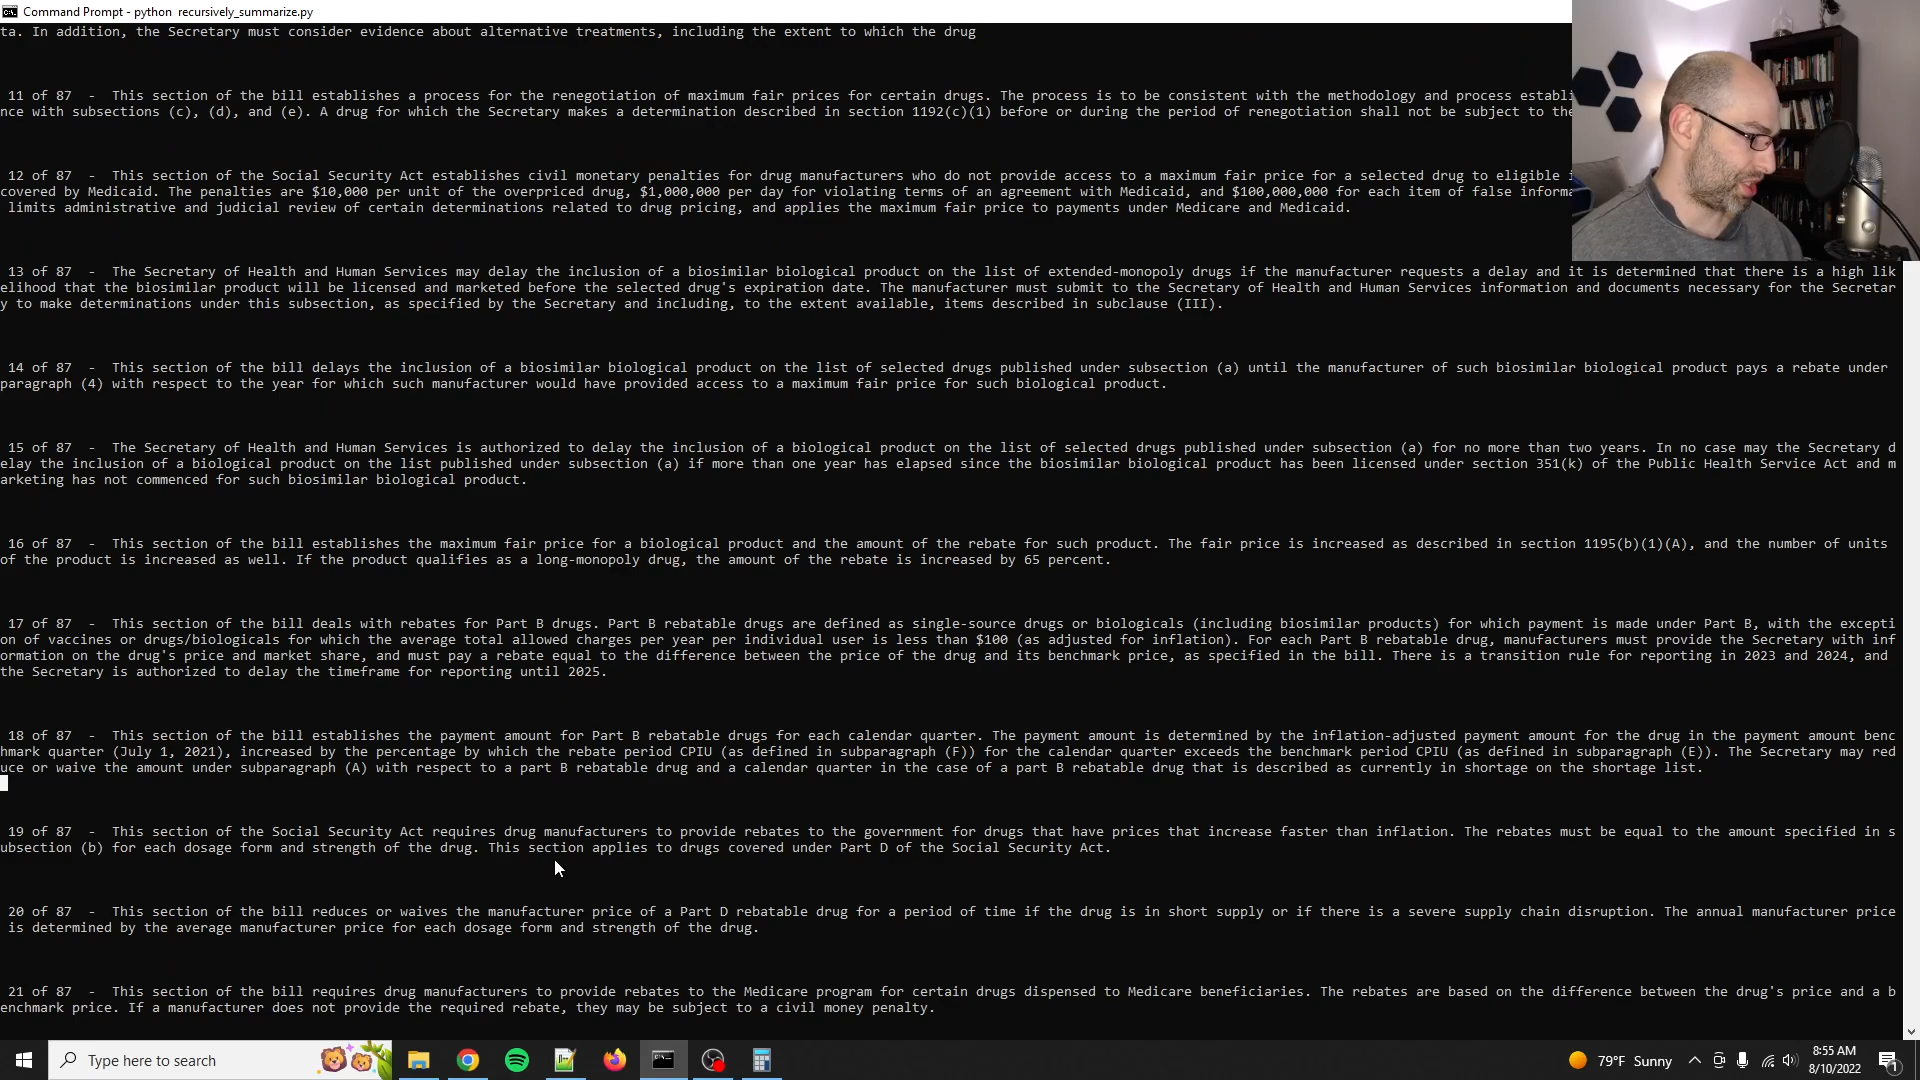 Command Prompt - python  recursively_summarize.py
ta. In addition, the Secretary must consider evidence about alternative treatments, including the extent to which the drug
11 of 87  -  This section of the bill establishes a process for the renegotiation of maximum fair prices for certain drugs. The process is to be consistent with the methodology and process establi
nce with subsections (c), (d), and (e). A drug for which the Secretary makes a determination described in section 1192(c)(1) before or during the period of renegotiation shall not be subject to the
12 of 87  -  This section of the Social Security Act establishes civil monetary penalties for drug manufacturers who do not provide access to a maximum fair price for a selected drug to eligible i
covered by Medicaid. The penalties are $10,000 per unit of the overpriced drug, $1,000,000 per day for violating terms of an agreement with Medicaid, and $100,000,000 for each item of false informa
limits administrative and judicial review of certain determinations related to drug pricing, and applies the maximum fair price to payments under Medicare and Medicaid.
13 of 87  -  The Secretary of Health and Human Services may delay the inclusion of a biosimilar biological product on the list of extended-monopoly drugs if the manufacturer requests a delay and it is determined that there is a high lik
elihood that the biosimilar product will be licensed and marketed before the selected drug's expiration date. The manufacturer must submit to the Secretary of Health and Human Services information and documents necessary for the Secretar
y to make determinations under this subsection, as specified by the Secretary and including, to the extent available, items described in subclause (III).
14 of 87  -  This section of the bill delays the inclusion of a biosimilar biological product on the list of selected drugs published under subsection (a) until the manufacturer of such biosimilar biological product pays a rebate under
paragraph (4) with respect to the year for which such manufacturer would have provided access to a maximum fair price for such biological product.
15 of 87  -  The Secretary of Health and Human Services is authorized to delay the inclusion of a biological product on the list of selected drugs published under subsection (a) for no more than two years. In no case may the Secretary d
elay the inclusion of a biological product on the list published under subsection (a) if more than one year has elapsed since the biosimilar biological product has been licensed under section 351(k) of the Public Health Service Act and m
arketing has not commenced for such biosimilar biological product.
16 of 87  -  This section of the bill establishes the maximum fair price for a biological product and the amount of the rebate for such product. The fair price is increased as described in section 1195(b)(1)(A), and the number of units
of the product is increased as well. If the product qualifies as a long-monopoly drug, the amount of the rebate is increased by 65 percent.
17 of 87  -  This section of the bill deals with rebates for Part B drugs. Part B rebatable drugs are defined as single-source drugs or biologicals (including biosimilar products) for which payment is made under Part B, with the excepti
on of vaccines or drugs/biologicals for which the average total allowed charges per year per individual user is less than $100 (as adjusted for inflation). For each Part B rebatable drug, manufacturers must provide the Secretary with inf
ormation on the drug's price and market share, and must pay a rebate equal to the difference between the price of the drug and its benchmark price, as specified in the bill. There is a transition rule for reporting in 2023 and 2024, and
the Secretary is authorized to delay the timeframe for reporting until 2025.
18 of 87  -  This section of the bill establishes the payment amount for Part B rebatable drugs for each calendar quarter. The payment amount is determined by the inflation-adjusted payment amount for the drug in the payment amount benc
hmark quarter (July 1, 2021), increased by the percentage by which the rebate period CPIU (as defined in subparagraph (F)) for the calendar quarter exceeds the benchmark period CPIU (as defined in subparagraph (E)). The Secretary may red
uce or waive the amount under subparagraph (A) with respect to a part B rebatable drug and a calendar quarter in the case of a part B rebatable drug that is described as currently in shortage on the shortage list.
19 of 87  -  This section of the Social Security Act requires drug manufacturers to provide rebates to the government for drugs that have prices that increase faster than inflation. The rebates must be equal to the amount specified in s
ubsection (b) for each dosage form and strength of the drug. This section applies to drugs covered under Part D of the Social Security Act.
20 of 87  -  This section of the bill reduces or waives the manufacturer price of a Part D rebatable drug for a period of time if the drug is in short supply or if there is a severe supply chain disruption. The annual manufacturer price
is determined by the average manufacturer price for each dosage form and strength of the drug.
21 of 87  -  This section of the bill requires drug manufacturers to provide rebates to the Medicare program for certain drugs dispensed to Medicare beneficiaries. The rebates are based on the difference between the drug's price and a b
enchmark price. If a manufacturer does not provide the required rebate, they may be subject to a civil money penalty.
Type here to search
79°F Sunny
8:55 AM
8/10/2022
1